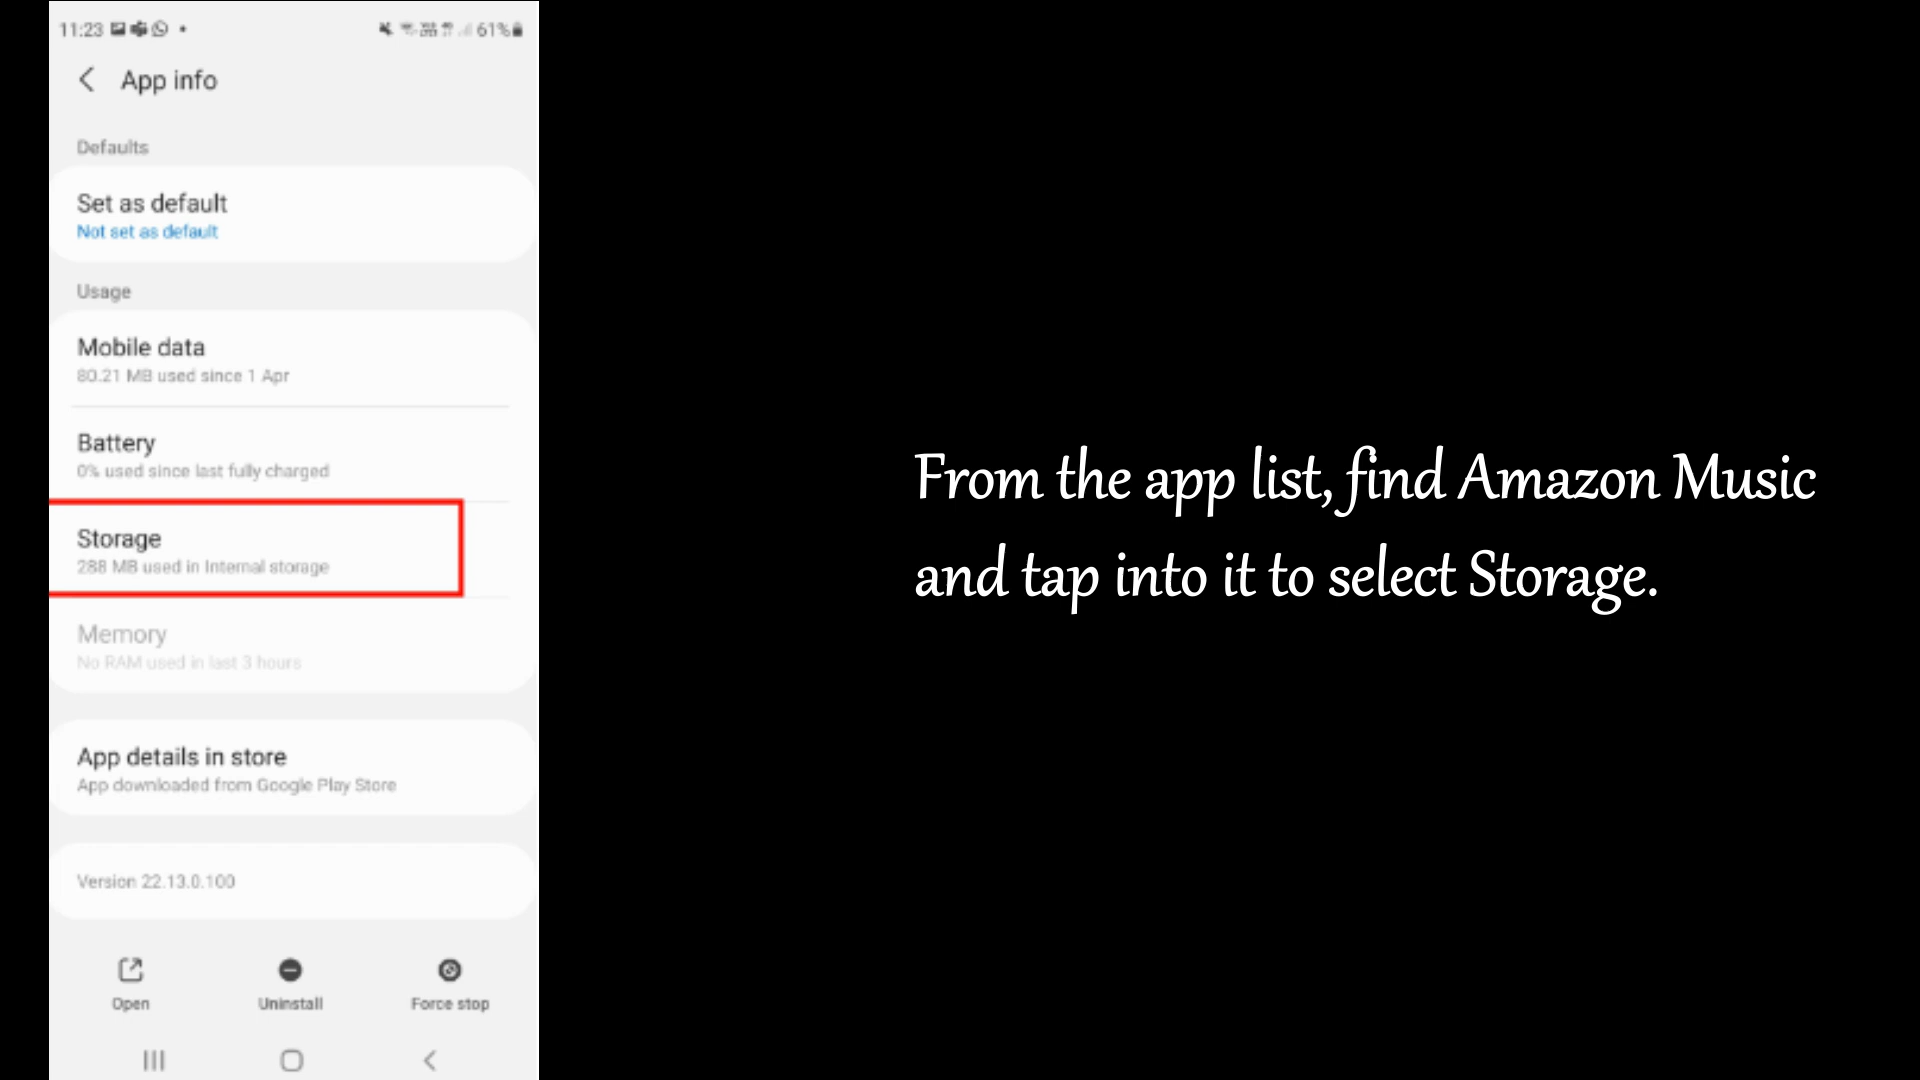 11:23
61%
App info
Defaults
Set as default
Not set as default
Usage
Mobile data
80.21 MB used since 1 Apr
Battery
0% used since last fully charged
Storage
288 MB used in Internal storage
Memory
No RAM used in last 3 hours
App details in store
App downloaded from Google Play Store
Version 22.13.0.100
Open
Uninstall
Force stop
From the app list, find Amazon Music
and tap into it to select Storage.